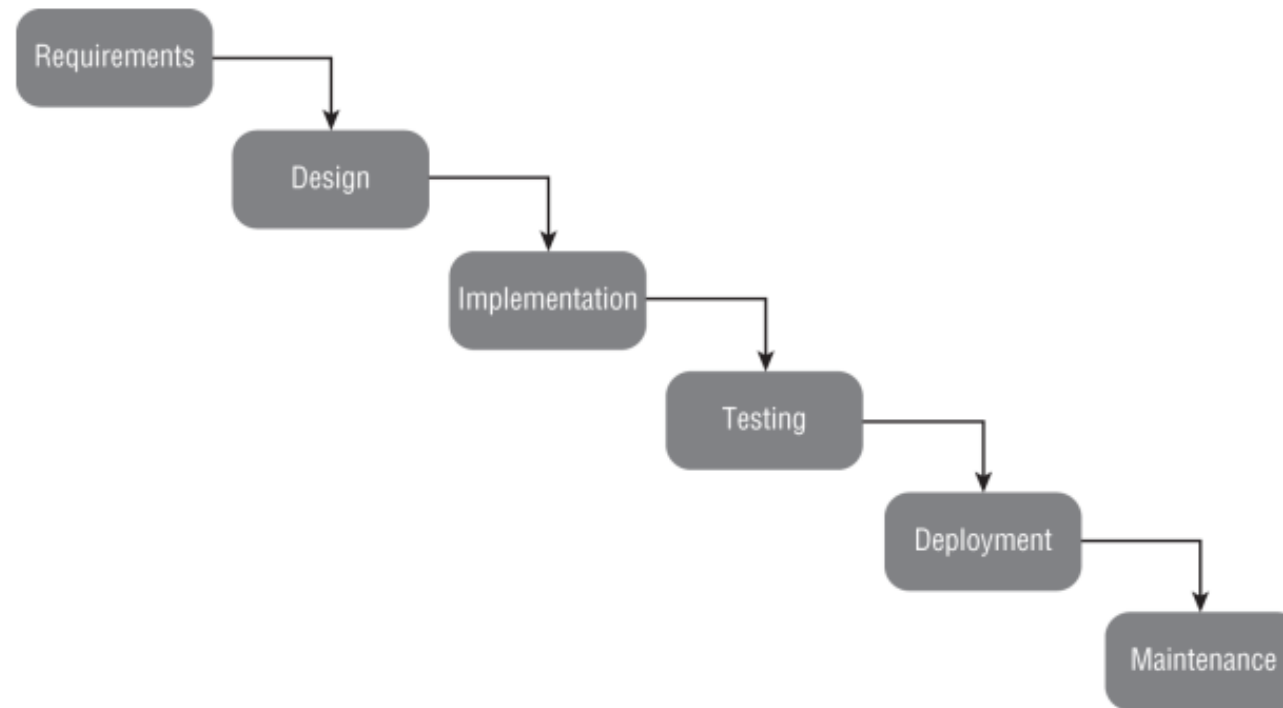 Requirements
Design
Implementation
Testing
Deployment
Maintenance